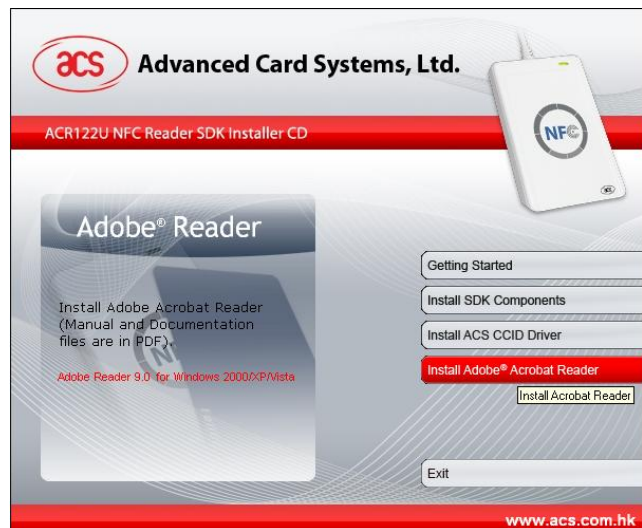 acs
Advanced Card Systems, Ltd.
ACR122U NFC Reader SDK Installer CD
NFC
acs
Adobe® Reader
Install Adobe Acrobat Reader
(Manual and Documentation
files are in PDF).
Adobe Reader 9.0 for Windows 2000/XP/Vista
Getting Started
Install SDK Components
Install ACS CCID Driver
Install Adobe® Acrobat Reader
Install Acrobat Reader
Exit
www.acs.com.hk